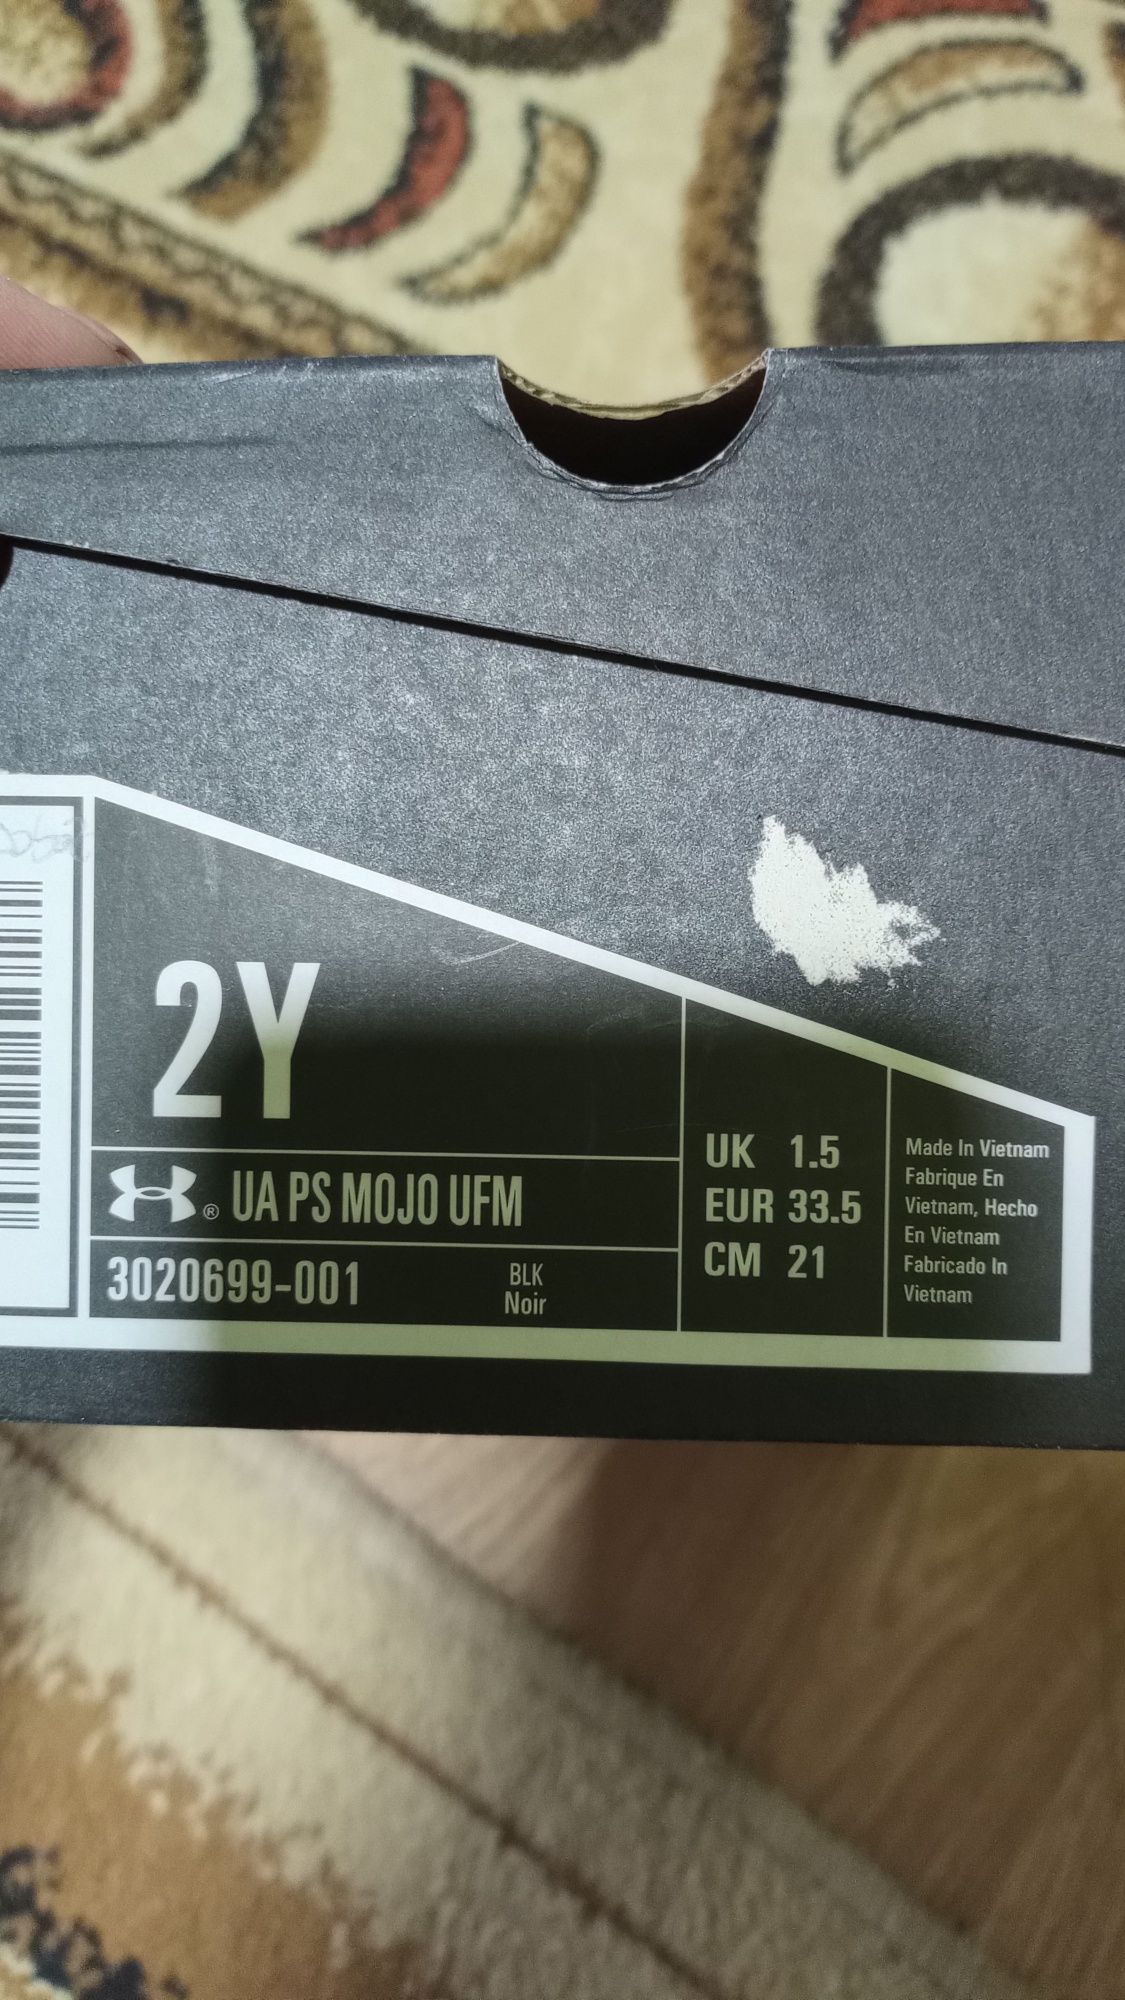 2Y
® UA PS MOJO UFM
3020699-001
BLK
Noir
UK 1.5
EUR 33.5
CM 21
Made In Vietnam
Fabrique En
Vietnam, Hecho
En Vietnam
Fabricado In
Vietnam